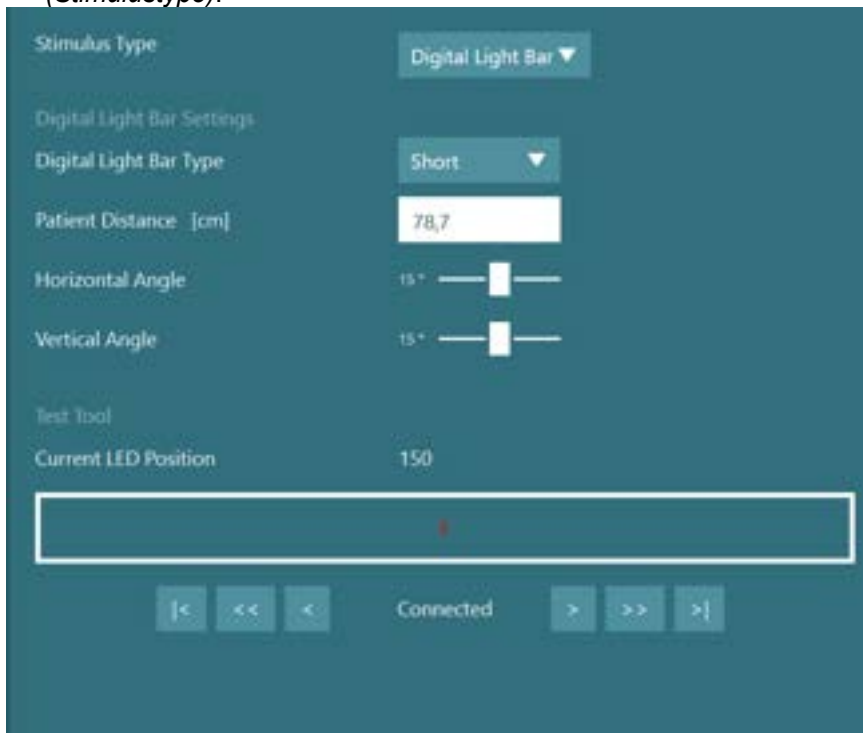 (Stimulustype).
Stimulus Type Digital Light Bar
Digital Light Bar Settings
Digital Light Bar Type Short
Patient Distance [cm] 78,7
Horizontal Angle 15°
Vertical Angle 15°
Test Tool
Current LED Position 150
|< << < Connected > >> >|